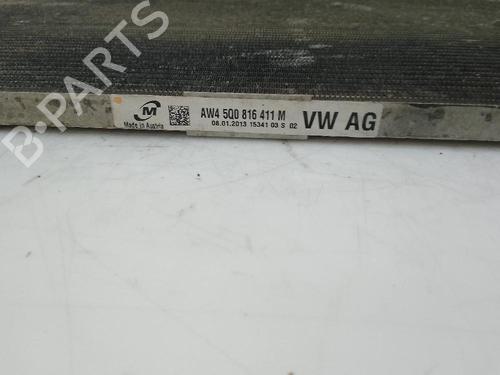 B-PARTS
M
Made in Austria
AW4 5Q0 816 411 M
08.01.2013 15341 03 S 02
VW AG